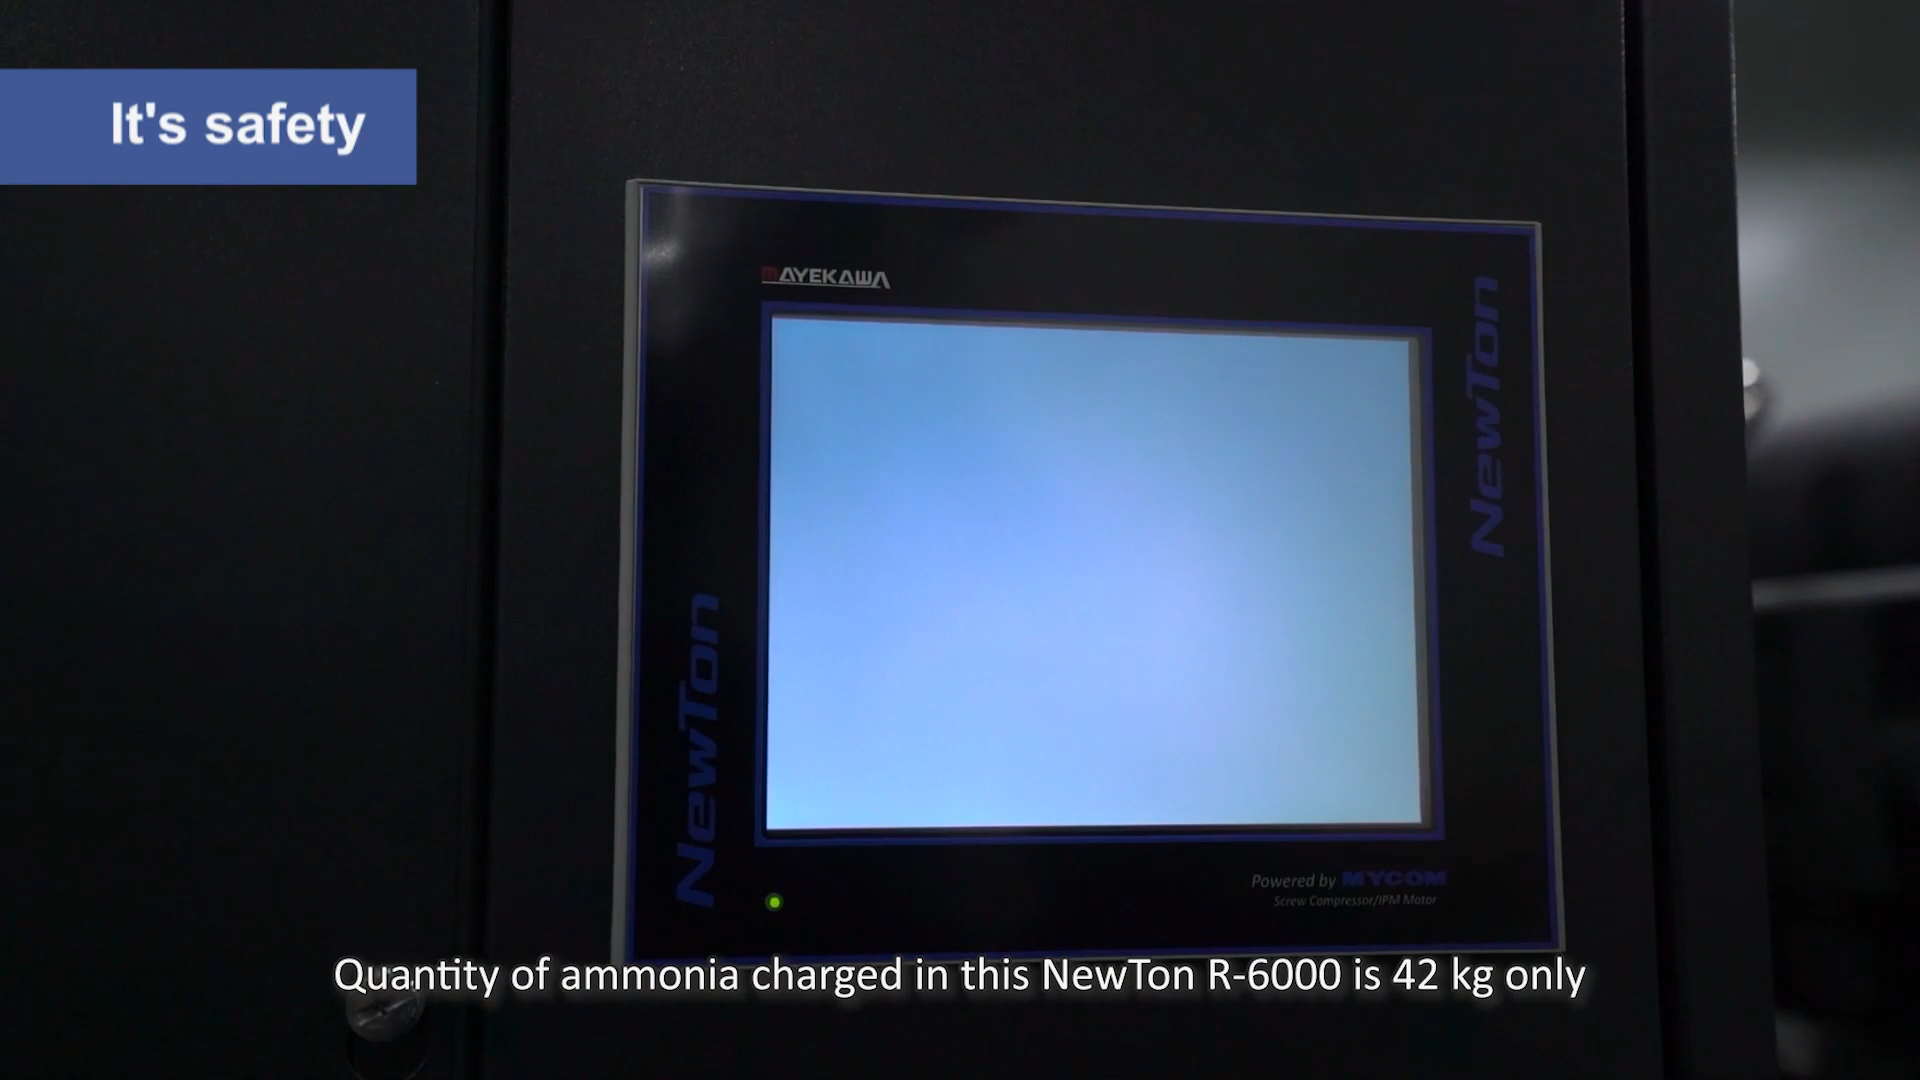 It's safety
MAYEKAWA
NewTon
NewTon
Powered by MYCOM
Screw Compressor/IPM Motor
Quantity of ammonia charged in this NewTon R-6000 is 42 kg only